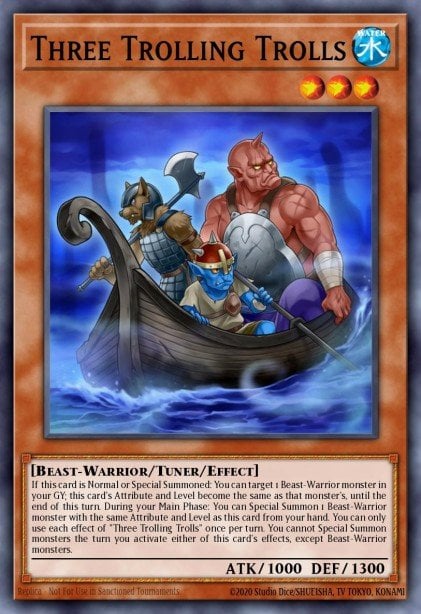 THREE TROLLING TROLLS
WATER
水
[BEAST-WARRIOR/TUNER/EFFECT]
If this card is Normal or Special Summoned: You can target 1 Beast-Warrior monster in
your GY; this card's Attribute and Level become the same as that monster's, until the
end of this turn. During your Main Phase: You can Special Summon 1 Beast-Warrior
monster with the same Attribute and Level as this card from your hand. You can only
use each effect of "Three Trolling Trolls" once per turn. You cannot Special Summon
monsters the turn you activate either of this card's effects, except Beast-Warrior
monsters.
ATK/1000 DEF/1300
Replica - Not For Use in Sanctioned Tournaments
©2020 Studio Dice/SHUEISHA, TV TOKYO, KONAMI